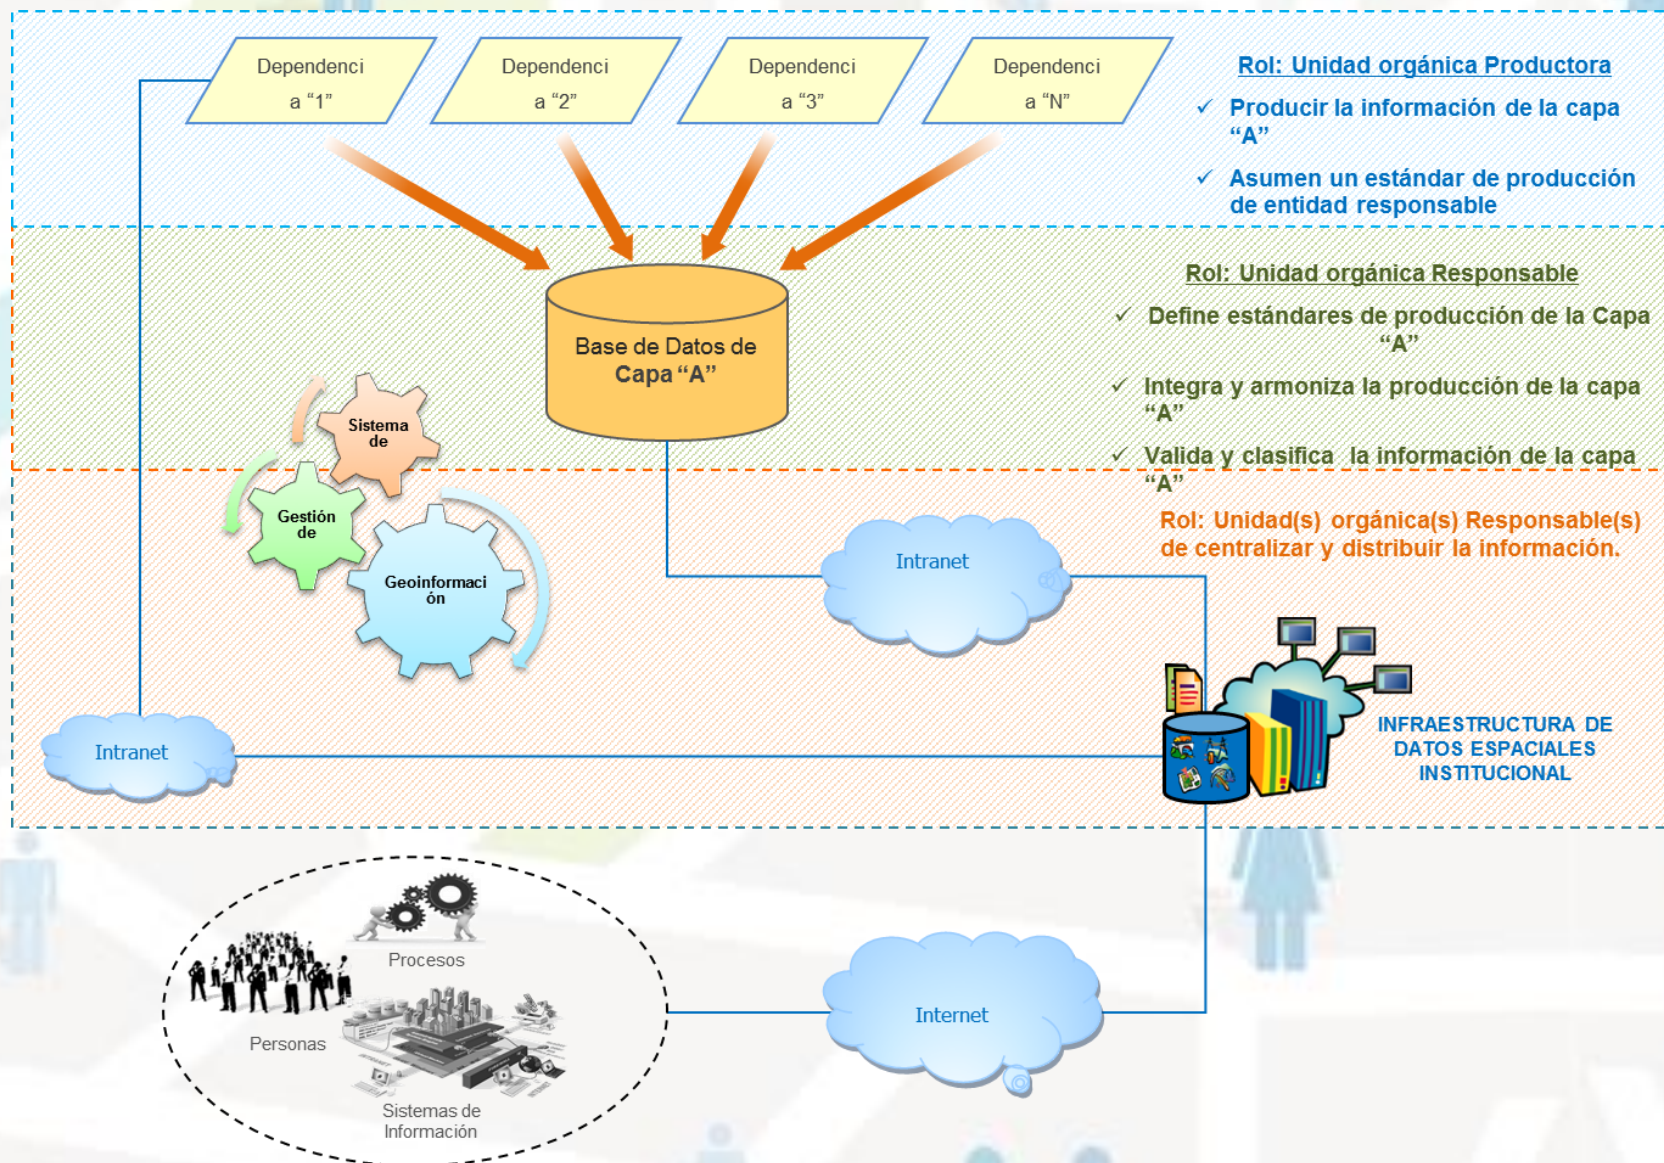 Dependenci
a “1”
Dependenci
a “2”
Dependenci
a “3”
Dependenci
a “N”
Rol: Unidad orgánica Productora
✓ Producir la información de la capa
“A”
✓ Asumen un estándar de producción
de entidad responsable
Rol: Unidad orgánica Responsable
✓ Define estándares de producción de la Capa
“A”
✓ Integra y armoniza la producción de la capa
“A”
✓ Valida y clasifica la información de la capa
“A”
Base de Datos de
Capa “A”
Sistema
de
Gestión
de
Geoinformaci
ón
Rol: Unidad(s) orgánica(s) Responsable(s)
de centralizar y distribuir la información.
Intranet
Intranet
INFRAESTRUCTURA DE
DATOS ESPACIALES
INSTITUCIONAL
Procesos
Personas
Sistemas de
Información
Internet